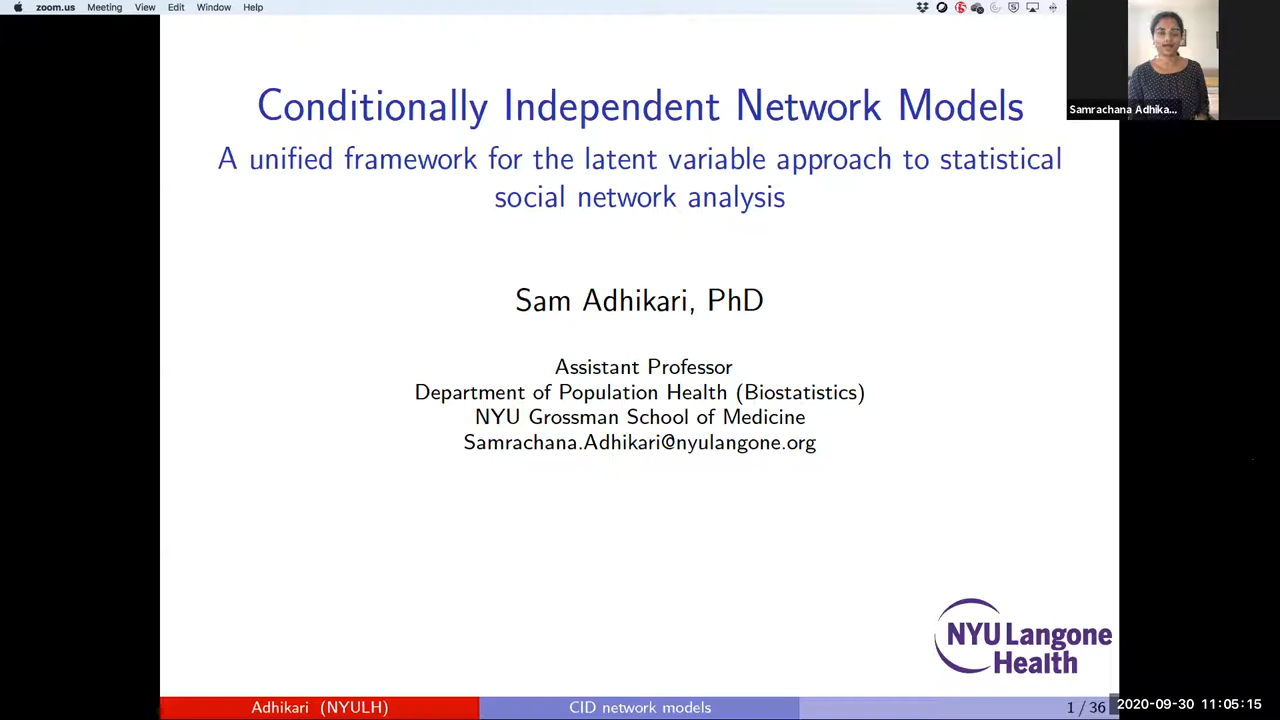 zoom.us Meeting View Edit Window Help
Samrachana Adhika...
Conditionally Independent Network Models
A unified framework for the latent variable approach to statistical
social network analysis
Sam Adhikari, PhD
Assistant Professor
Department of Population Health (Biostatistics)
NYU Grossman School of Medicine
Samrachana.Adhikari@nyulangone.org
NYU Langone
Health
Adhikari (NYULH) CID network models 1 / 36
2020-09-30 11:05:15